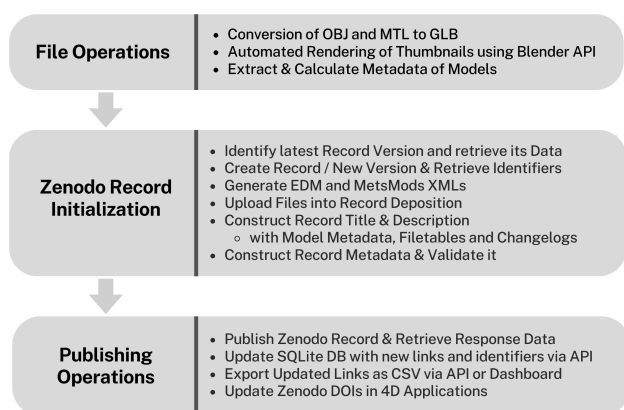 File Operations
• Conversion of OBJ and MTL to GLB
• Automated Rendering of Thumbnails using Blender API
• Extract & Calculate Metadata of Models
Zenodo Record
Initialization
• Identify latest Record Version and retrieve its Data
• Create Record / New Version & Retrieve Identifiers
• Generate EDM and MetsMods XMLs
• Upload Files into Record Deposition
• Construct Record Title & Description
◦ with Model Metadata, Filetables and Changelogs
• Construct Record Metadata & Validate it
Publishing
Operations
• Publish Zenodo Record & Retrieve Response Data
• Update SQLite DB with new links and identifiers via API
• Export Updated Links as CSV via API or Dashboard
• Update Zenodo DOIs in 4D Applications